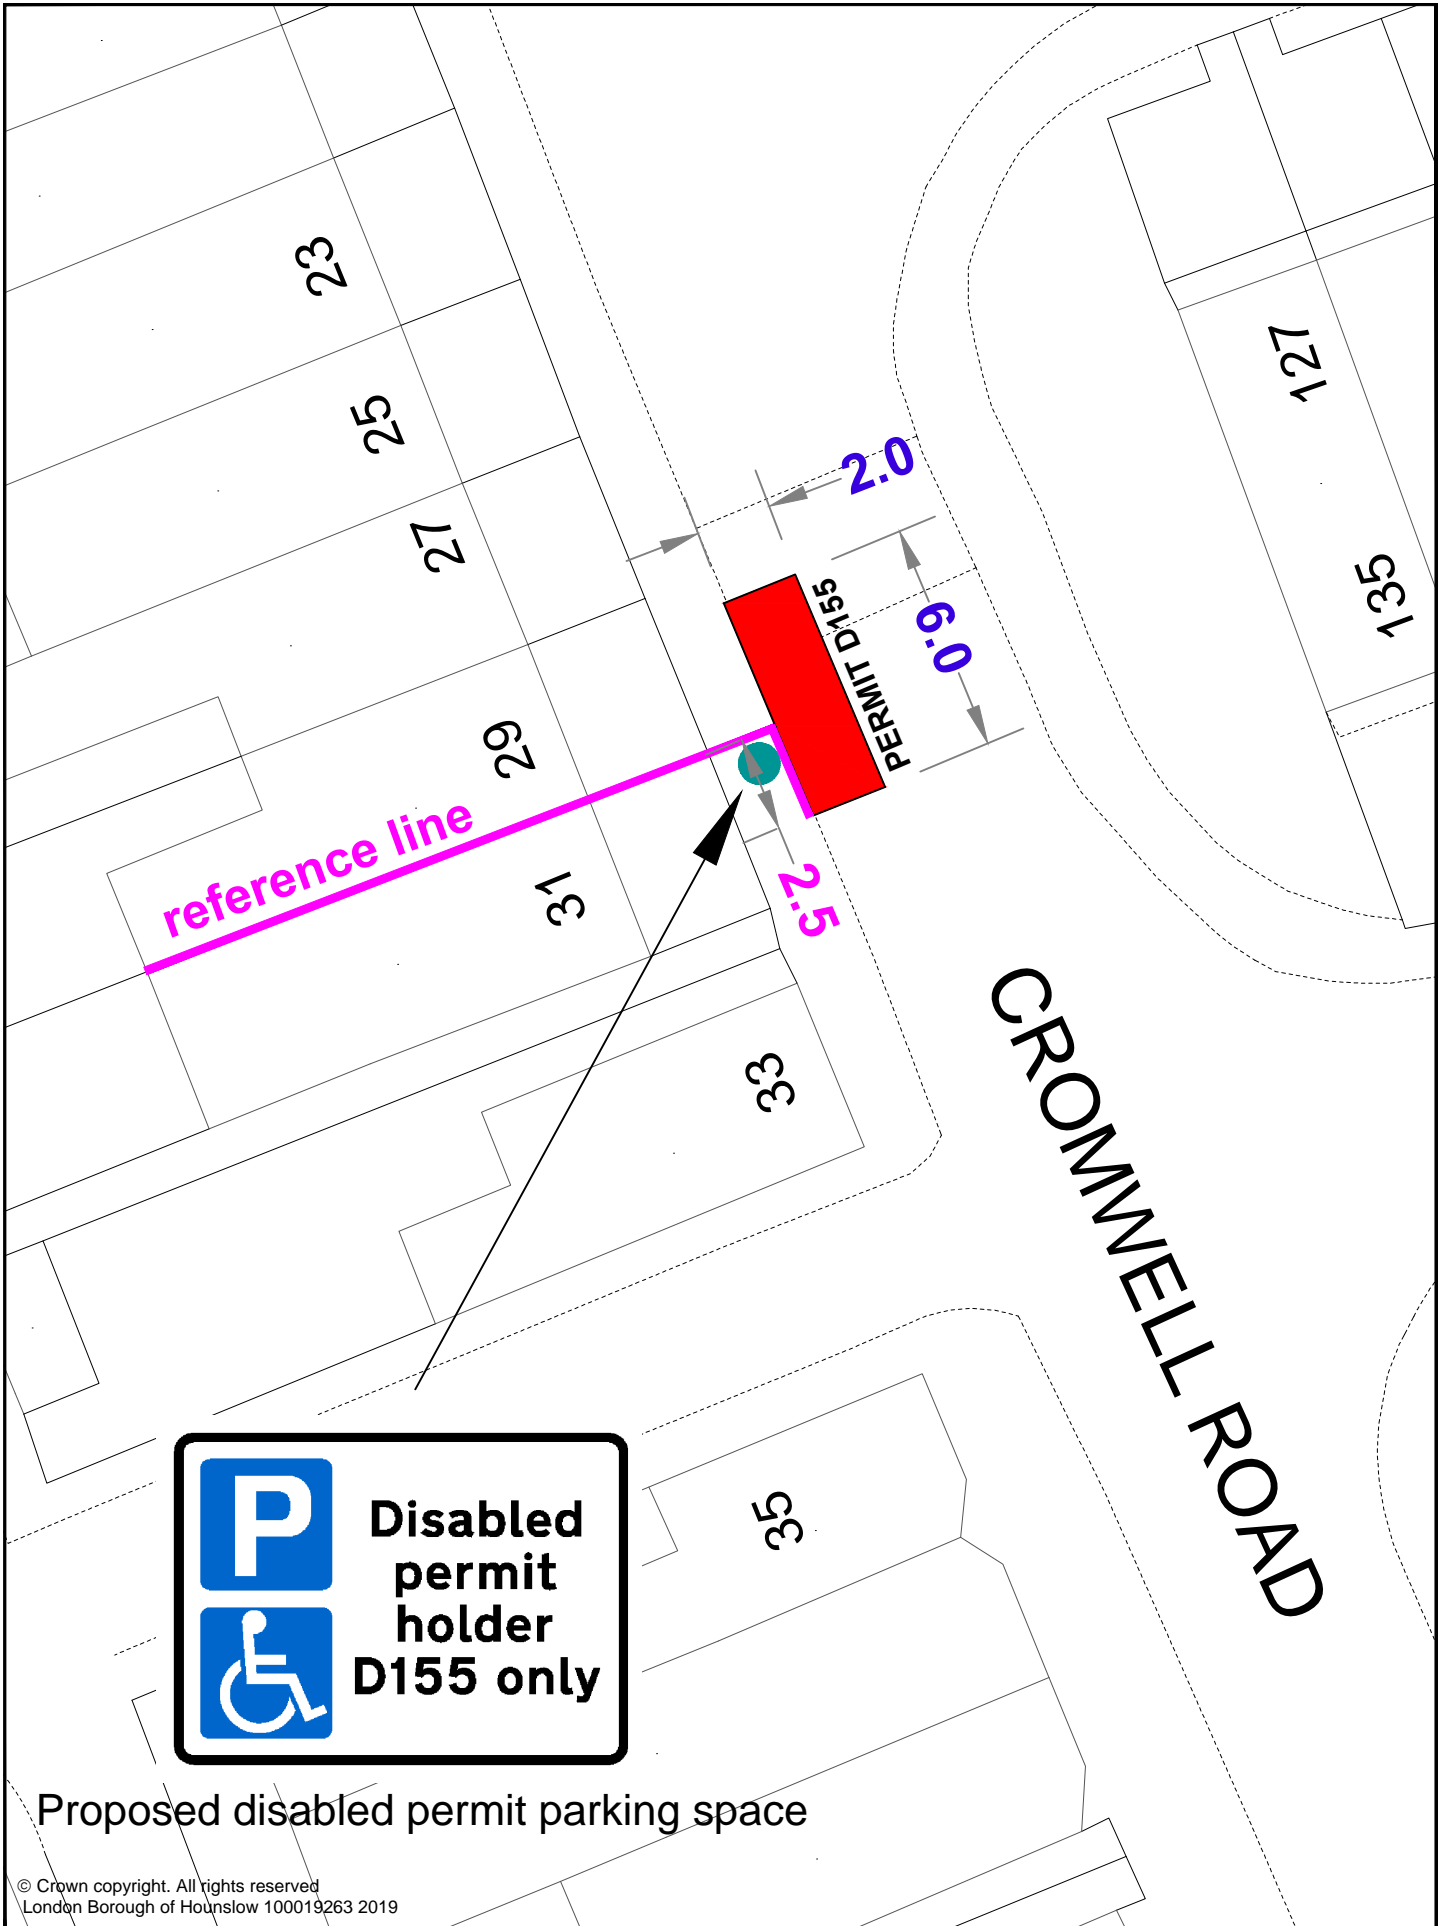 23
25
27
29
31
33
35
127
135
2.0
6.0
PERMIT D155
reference line
2.5
CROMWELL ROAD
P
Disabled
permit
holder
D155 only
Proposed disabled permit parking space
© Crown copyright. All rights reserved
London Borough of Hounslow 100019263 2019